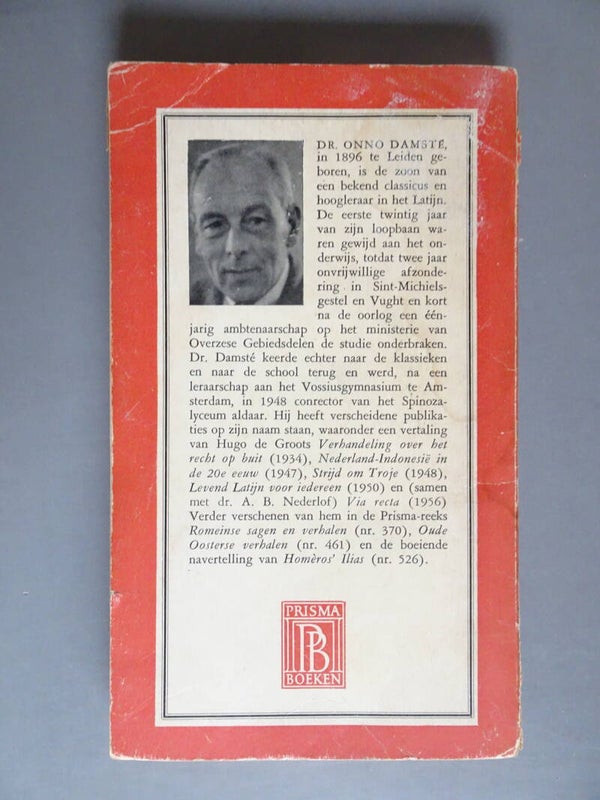 DR. ONNO DAMSTÉ,
in 1896 te Leiden ge-
boren, is de zoon van
een bekend classicus en
hoogleraar in het Latijn.
De eerste twintig jaar
van zijn loopbaan wa-
ren gewijd aan het on-
derwijs, totdat twee jaar
onvrijwillige afzonde-
ring in Sint-Michiels-
gestel en Vught en kort
na de oorlog een één-
jarig ambtenaarschap op het ministerie van
Overzese Gebiedsdelen de studie onderbraken.
Dr. Damsté keerde echter naar de klassieken
en naar de school terug en werd, na een
leraarschap aan het Vossiusgymnasium te Am-
sterdam, in 1948 conrector van het Spinoza-
lyceum aldaar. Hij heeft verscheidene publika-
ties op zijn naam staan, waaronder een vertaling
van Hugo de Groots Verhandeling over het
recht op buit (1934), Nederland-Indonesië in
de 20e eeuw (1947), Strijd om Troje (1948),
Levend Latijn voor iedereen (1950) en (samen
met dr. A. B. Nederlof) Via recta (1956)
Verder verschenen van hem in de Prisma-reeks
Romeinse sagen en verhalen (nr. 370), Oude
Oosterse verhalen (nr. 461) en de boeiende
navertelling van Homèros' Ilias (nr. 526).
PRISMA
PB
BOEKEN